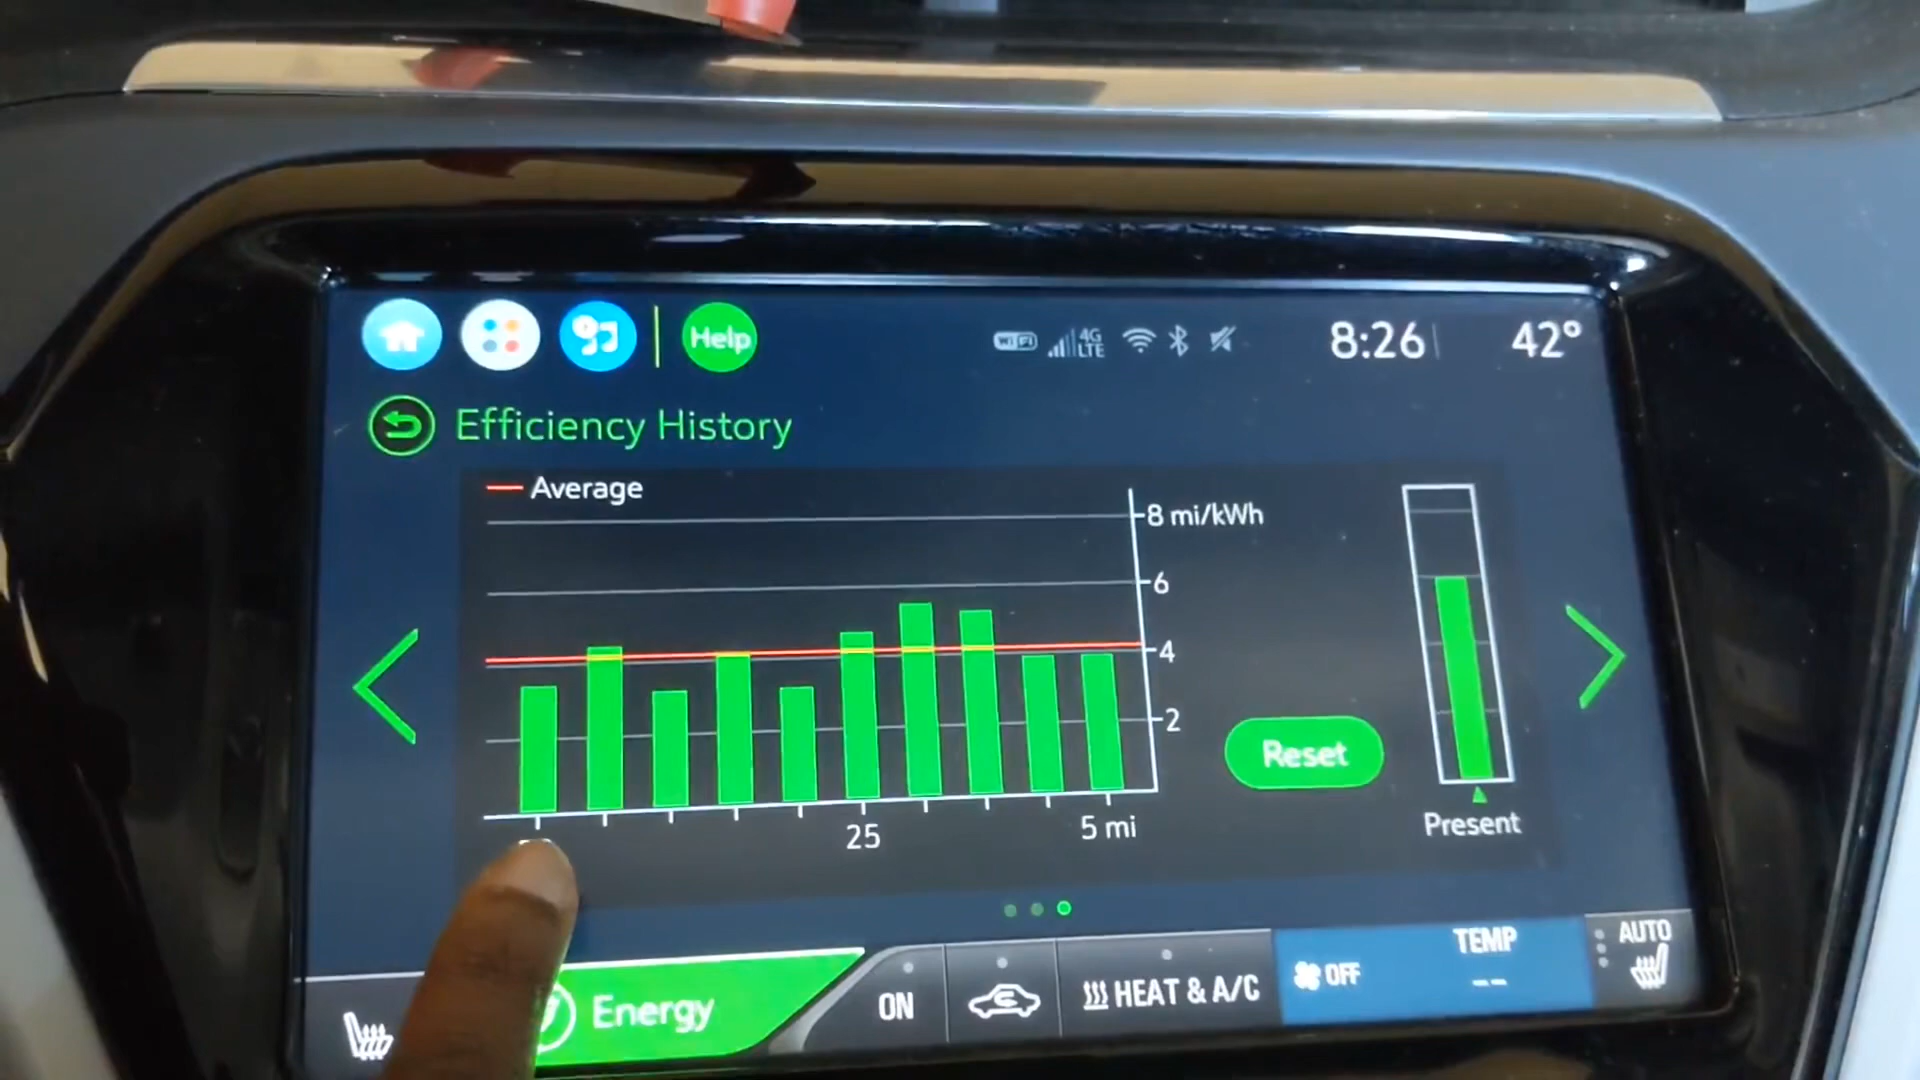 Help
WiFi
4G
LTE
8:26
42°
Efficiency History
Average
8 mi/kWh
6
4
2
25
5 mi
Reset
Present
Energy
ON
HEAT & A/C
OFF
TEMP
--
AUTO